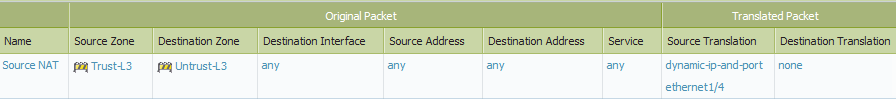 Original Packet Translated Packet
Name Source Zone Destination Zone Destination Interface Source Address Destination Address Service Source Translation Destination Translation
Source NAT Trust-L3 Untrust-L3 any any any any dynamic-ip-and-port none
ethernet1/4